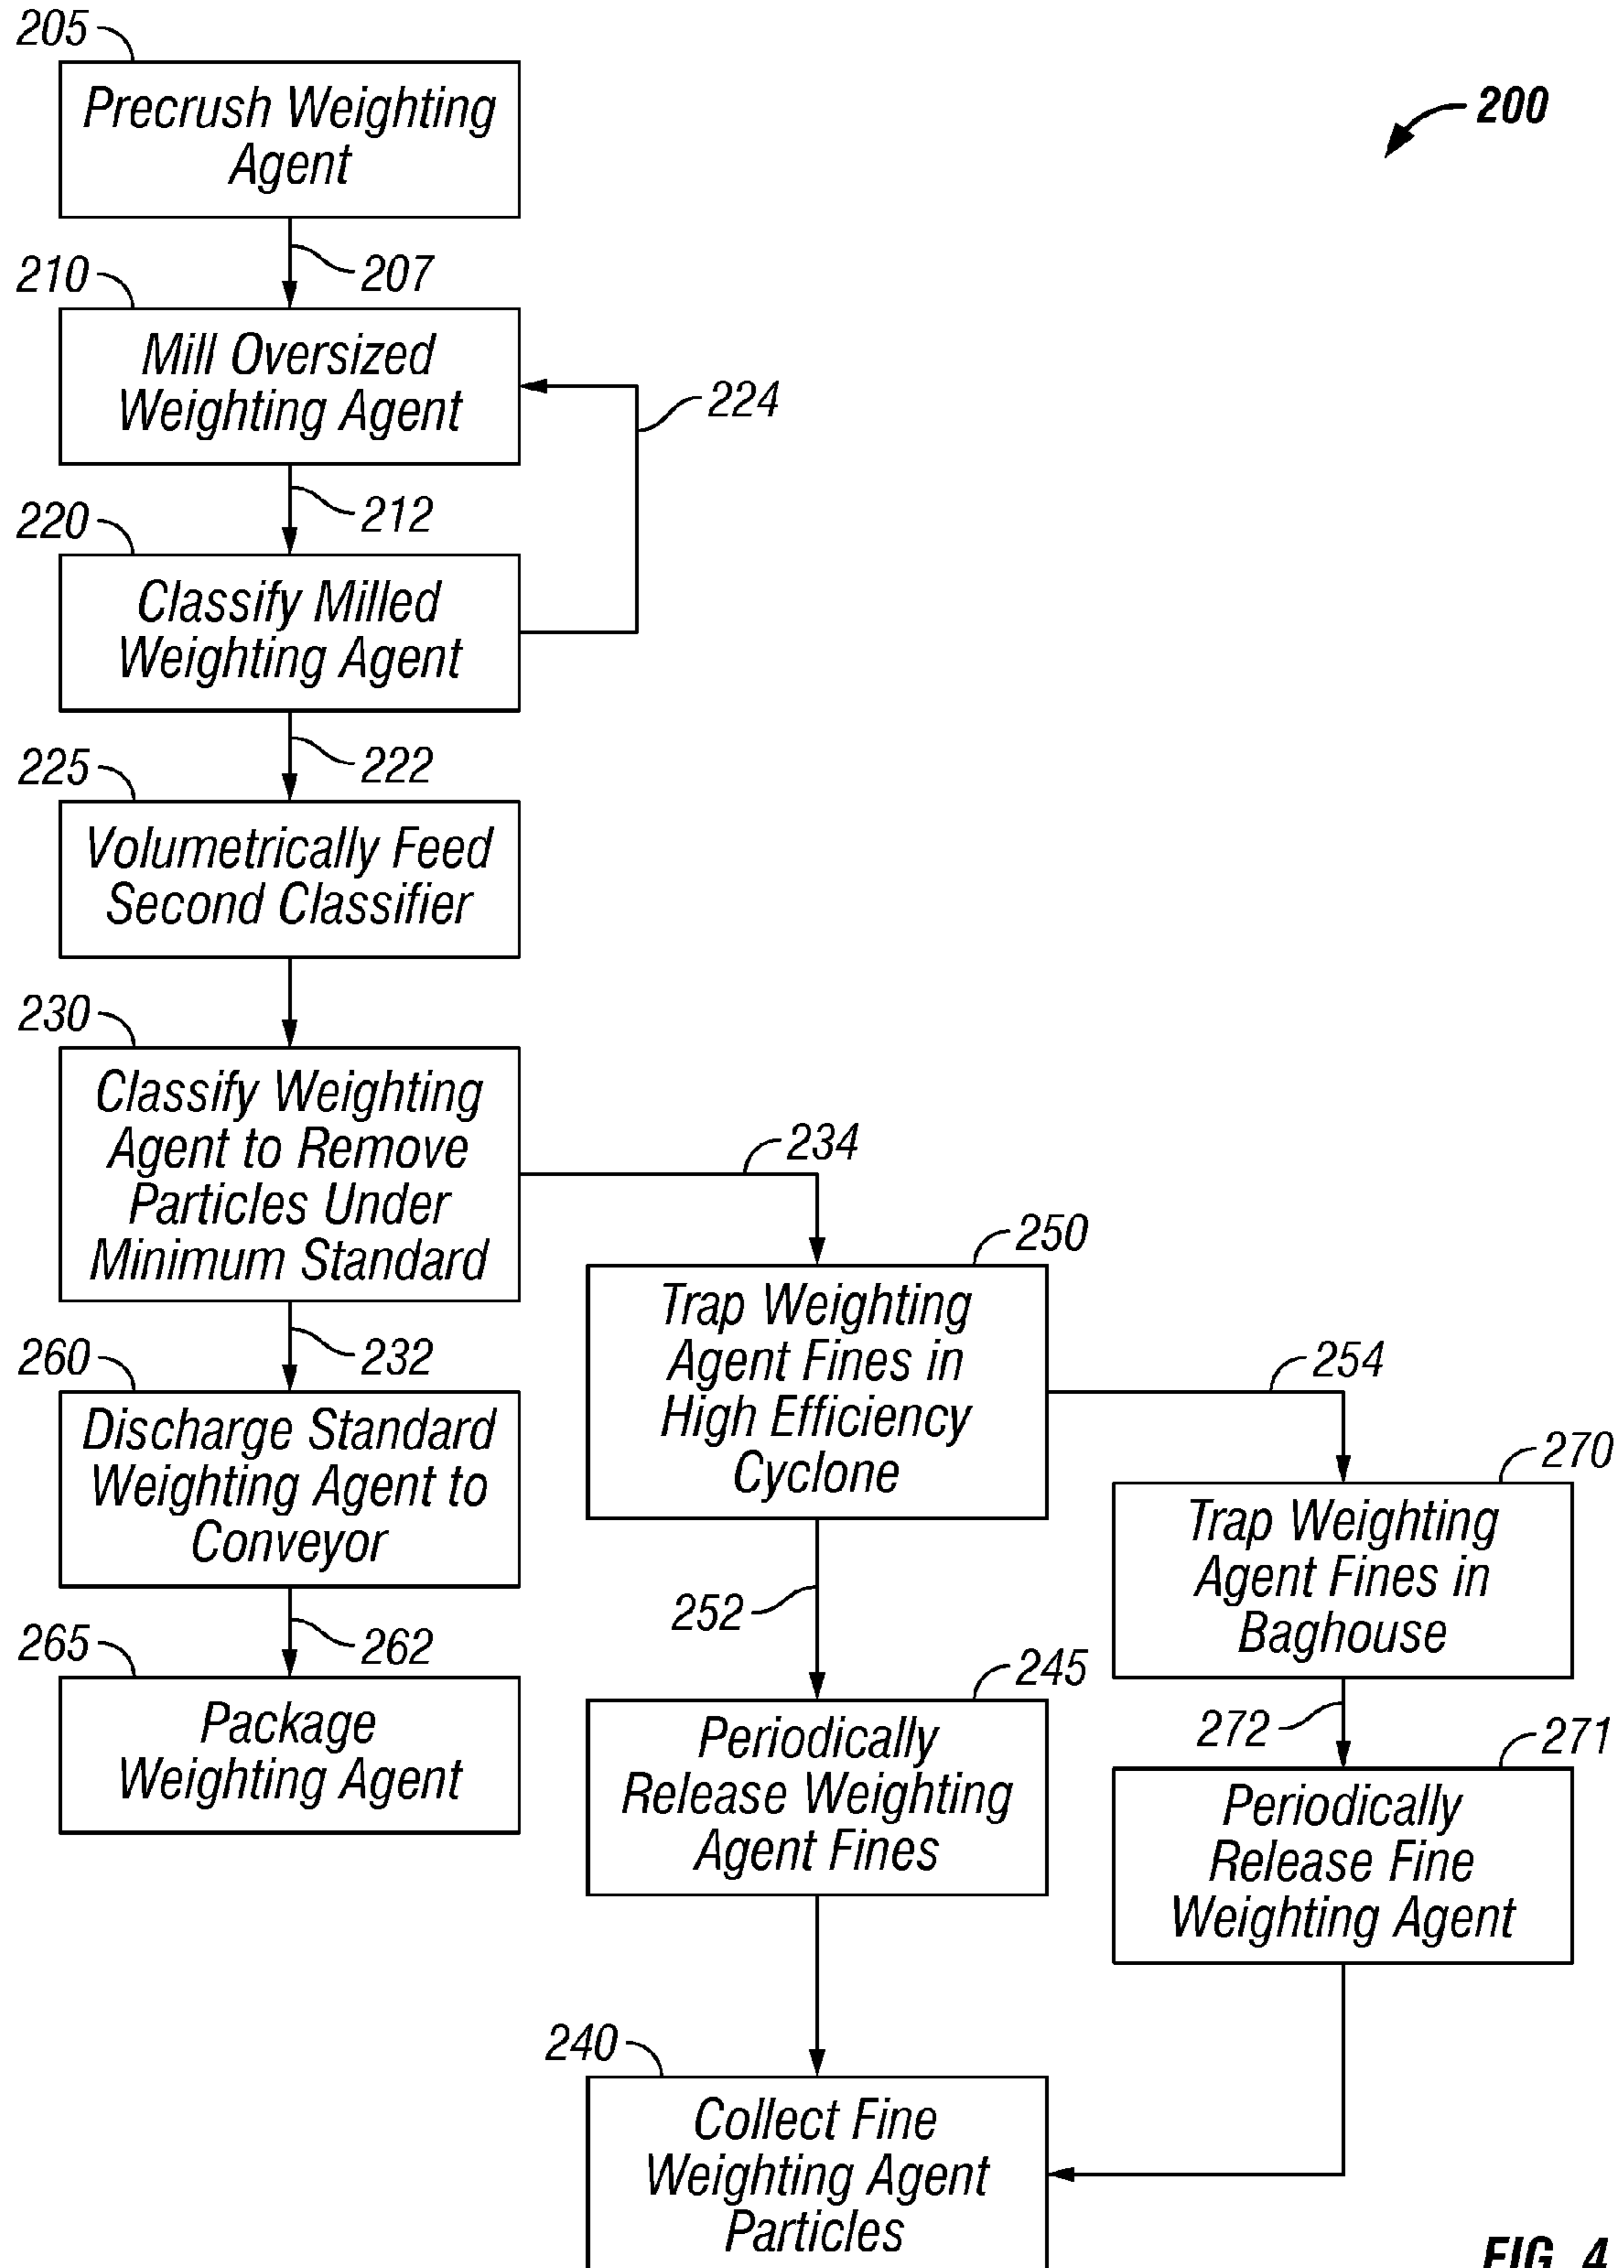 205
Precrush Weighting
Agent
200
207
210
Mill Oversized
Weighting Agent
224
212
220
Classify Milled
Weighting Agent
222
225
Volumetrically Feed
Second Classifier
230
Classify Weighting
Agent to Remove
Particles Under
Minimum Standard
234
232
250
Trap Weighting
Agent Fines in
High Efficiency
Cyclone
254
260
Discharge Standard
Weighting Agent to
Conveyor
262
265
Package
Weighting Agent
252
270
Trap Weighting
Agent Fines in
Baghouse
272
245
Periodically
Release Weighting
Agent Fines
271
Periodically
Release Fine
Weighting Agent
240
Collect Fine
Weighting Agent
Particles
FIG. 4